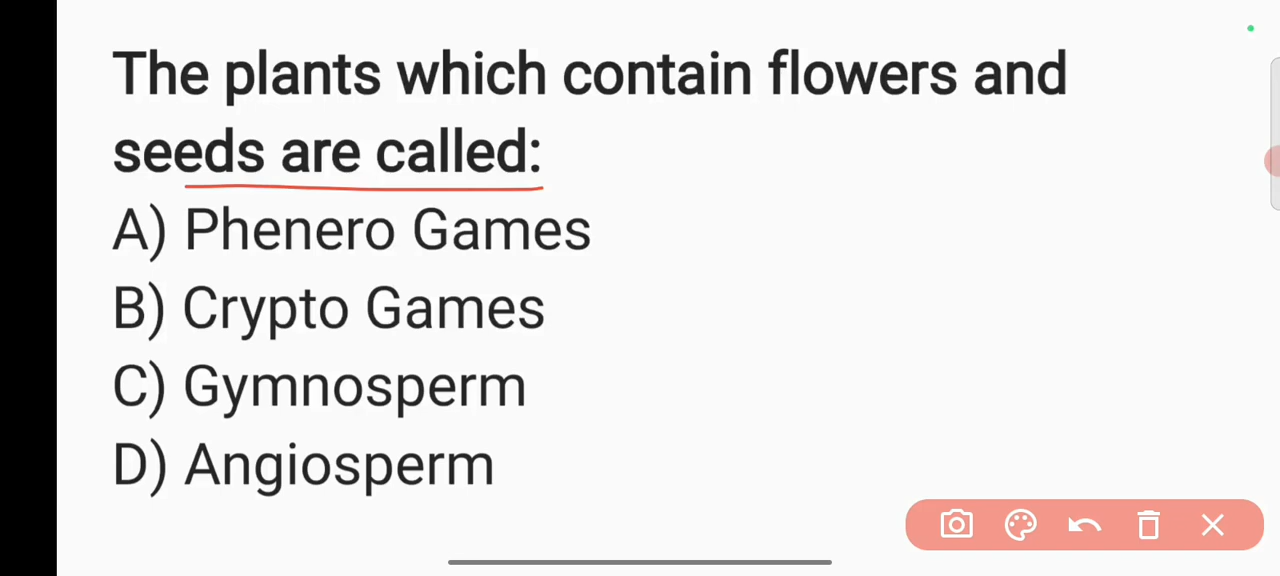 The plants which contain flowers and
seeds are called:
A) Phenero Games
B) Crypto Games
C) Gymnosperm
D) Angiosperm